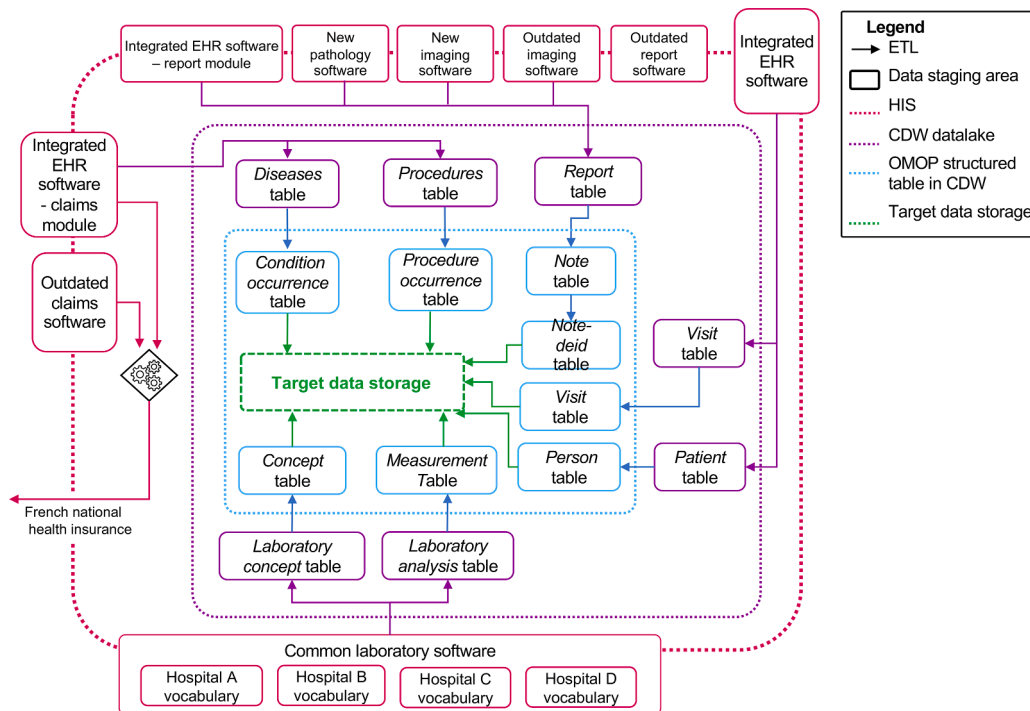 Integrated EHR software
– report module
New
pathology
software
New
imaging
software
Outdated
imaging
software
Outdated
report
software
Integrated
EHR
software
Legend
ETL
Data staging area
HIS
CDW datalake
OMOP structured
table in CDW
Target data storage
Integrated
EHR
software
- claims
module
Diseases
table
Procedures
table
Report
table
Condition
occurrence
table
Procedure
occurrence
table
Note
table
Outdated
claims
software
Note-
deid
table
Visit
table
Target data storage
Visit
table
Concept
table
Measurement
Table
Person
table
Patient
table
French national
health insurance
Laboratory
concept table
Laboratory
analysis table
Common laboratory software
Hospital A
vocabulary
Hospital B
vocabulary
Hospital C
vocabulary
Hospital D
vocabulary